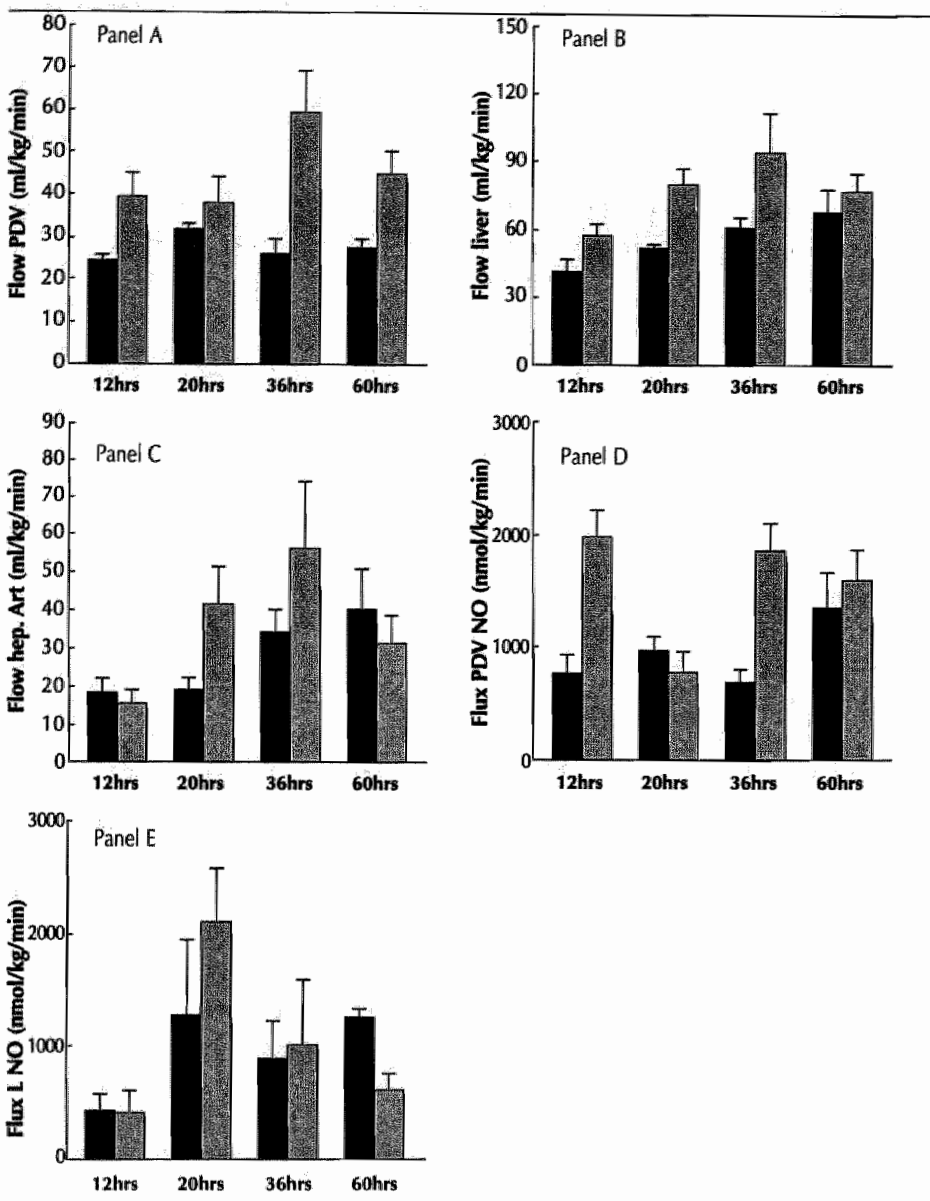 Panel A
Flow PDV (ml/kg/min)
80
70
60
50
40
30
20
10
0
12hrs 20hrs 36hrs 60hrs
Panel B
Flow liver (ml/kg/min)
150
120
90
60
30
0
12hrs 20hrs 36hrs 60hrs
Panel C
Flow hep. Art (ml/kg/min)
90
80
70
60
50
40
30
20
10
0
12hrs 20hrs 36hrs 60hrs
Panel D
Flux PDV NO (nmol/kg/min)
3000
2000
1000
0
12hrs 20hrs 36hrs 60hrs
Panel E
Flux L NO (nmol/kg/min)
3000
2000
1000
0
12hrs 20hrs 36hrs 60hrs